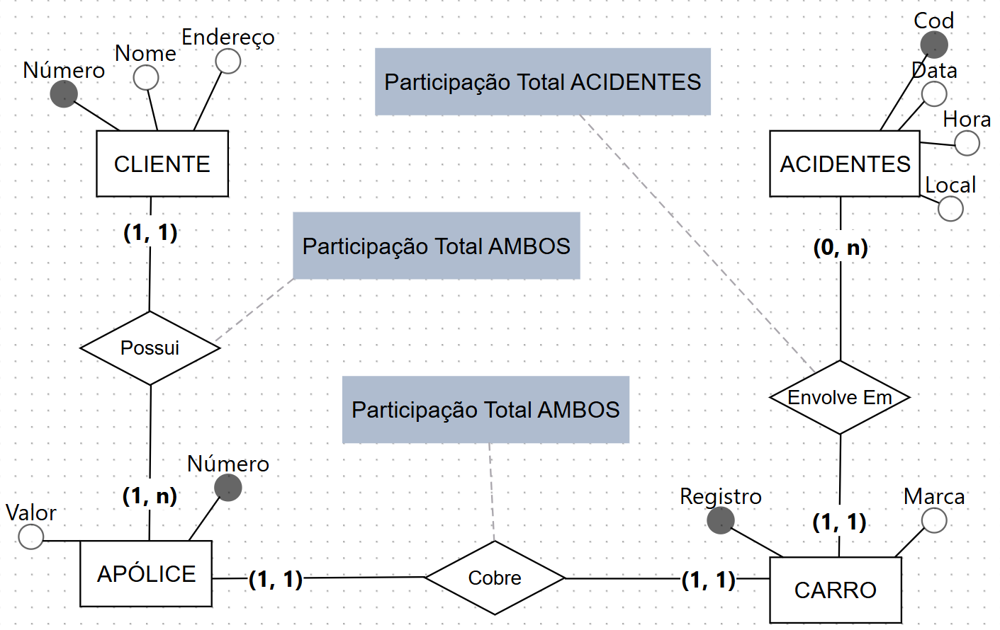 Cod
Endereço
Nome
Número
Data
Participação Total ACIDENTES
Hora
CLIENTE
ACIDENTES
Local
(1, 1)
Participação Total AMBOS
(0, n)
Possui
Envolve Em
Participação Total AMBOS
Número
(1, n)
Registro
Marca
Valor
(1, 1)
APÓLICE
(1, 1)
Cobre
(1, 1)
CARRO